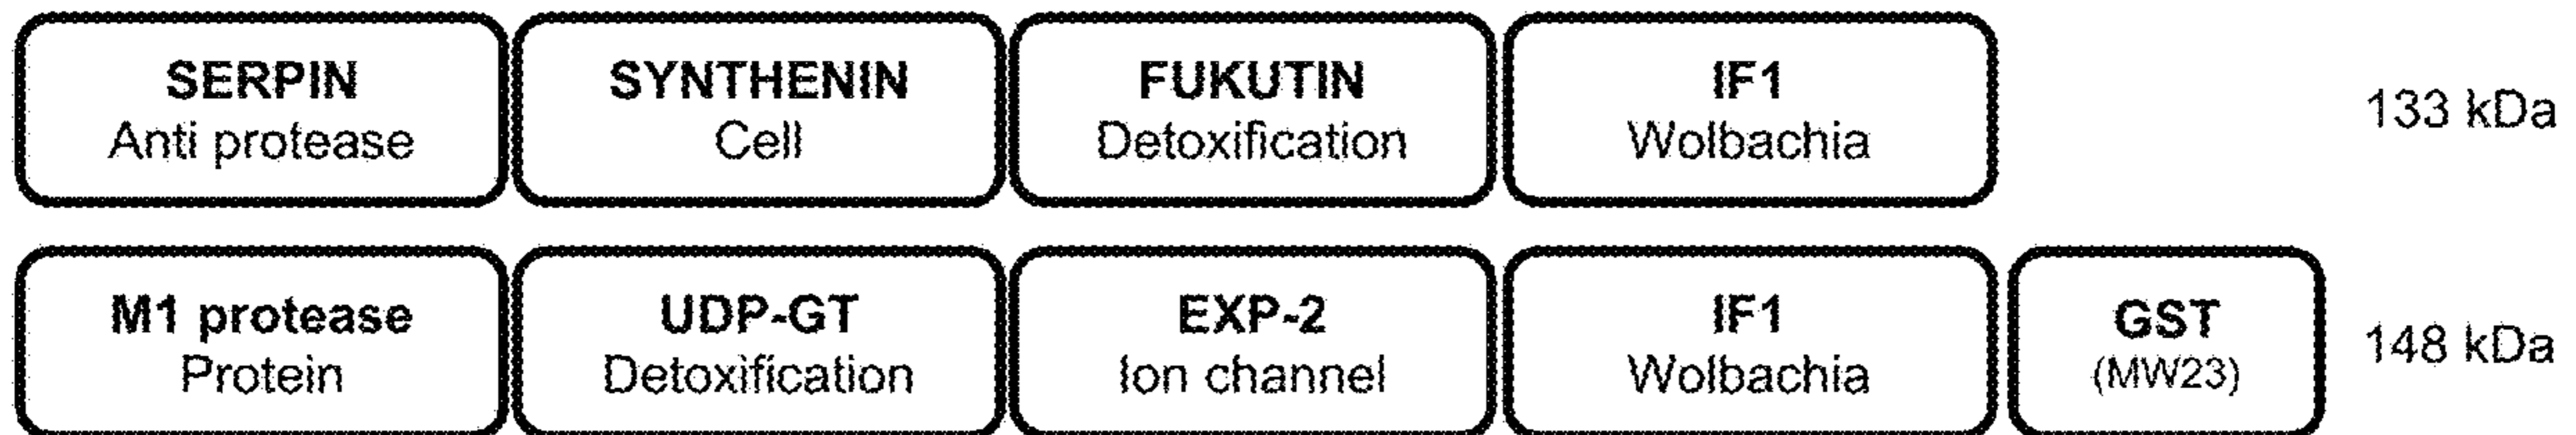 SERPIN
Anti protease
SYNTHENIN
Cell
FUKUTIN
Detoxification
IF1
Wolbachia
133 kDa
M1 protease
Protein
UDP-GT
Detoxification
EXP-2
Ion channel
IF1
Wolbachia
GST
(MW23)
148 kDa